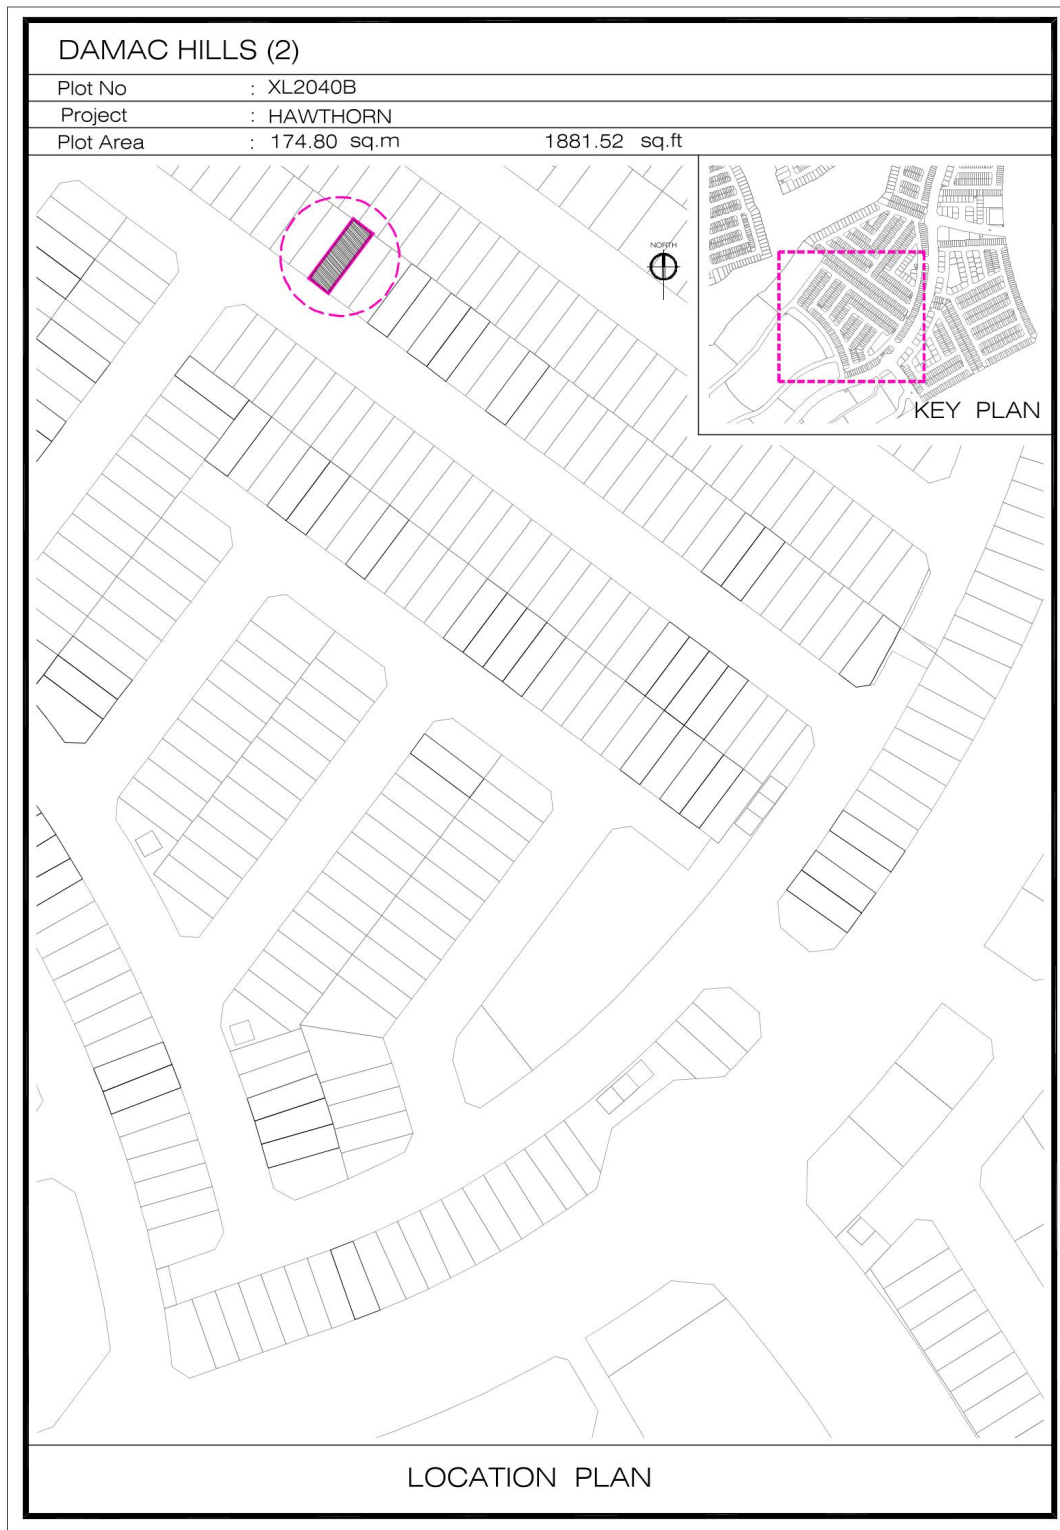 DAMAC HILLS (2)
Plot No : XL2040B
Project : HAWTHORN
Plot Area : 174.80 sq.m 1881.52 sq.ft
NORTH
KEY PLAN
LOCATION PLAN